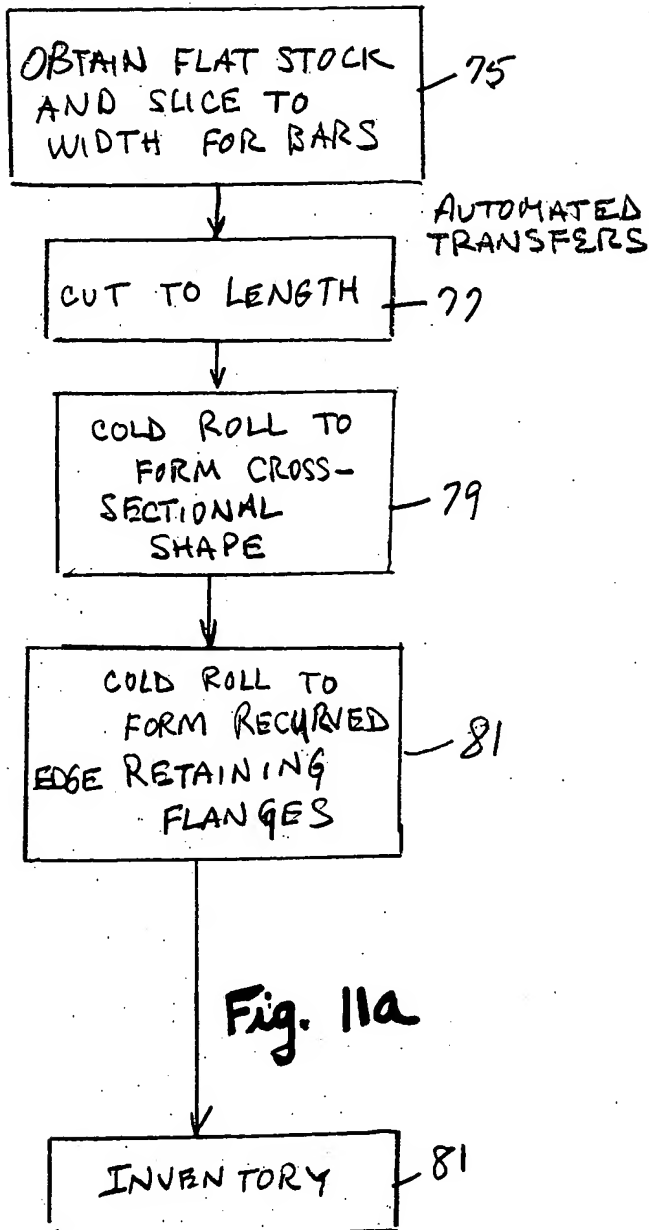 OBTAIN FLAT STOCK
AND SLICE TO
WIDTH FOR BARS
75
AUTOMATED
TRANSFERS
CUT TO LENGTH
77
COLD ROLL TO
FORM CROSS-
SECTIONAL
SHAPE
79
COLD ROLL TO
FORM RECURVED
EDGE RETAINING
FLANGES
81
Fig. 11a
INVENTORY
81